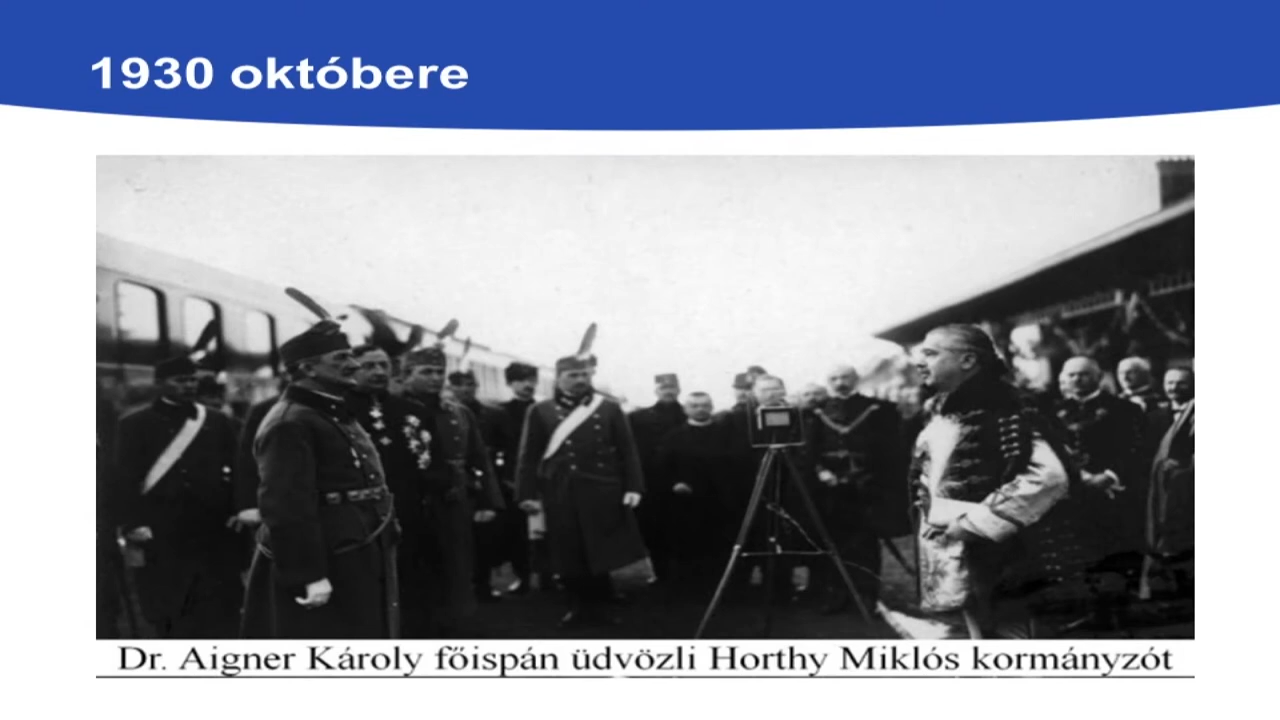 1930 októbere
Dr. Aigner Károly főispán üdvözli Horthy Miklós kormányzót